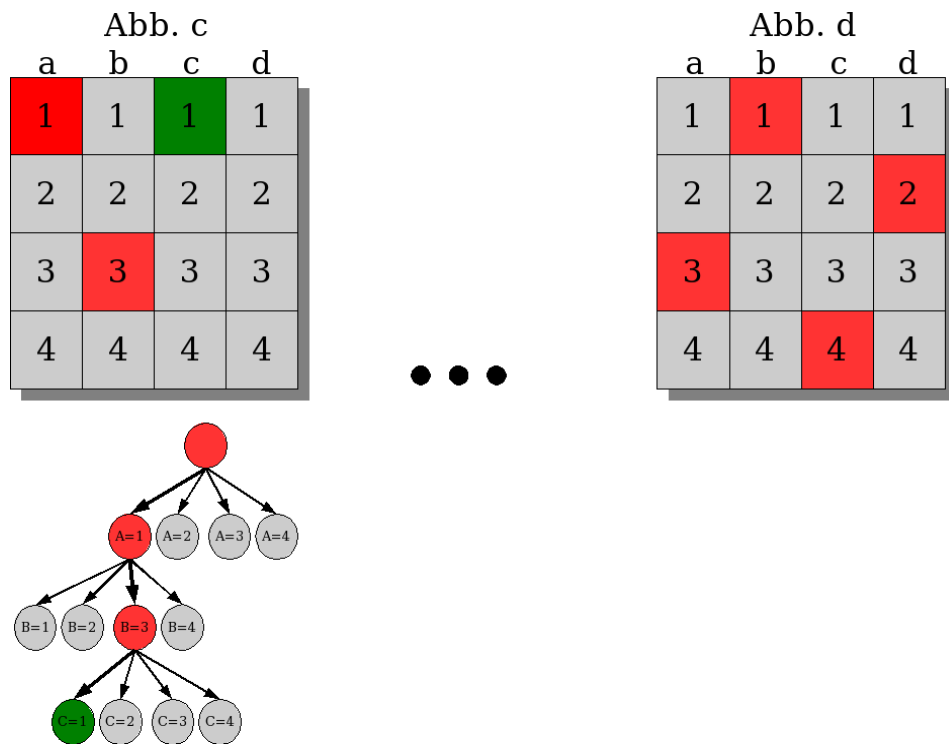 Abb. c
a b c d
1 1 1 1
2 2 2 2
3 3 3 3
4 4 4 4
Abb. d
a b c d
1 1 1 1
2 2 2 2
3 3 3 3
4 4 4 4
A=1 A=2 A=3 A=4
B=1 B=2 B=3 B=4
C=1 C=2 C=3 C=4